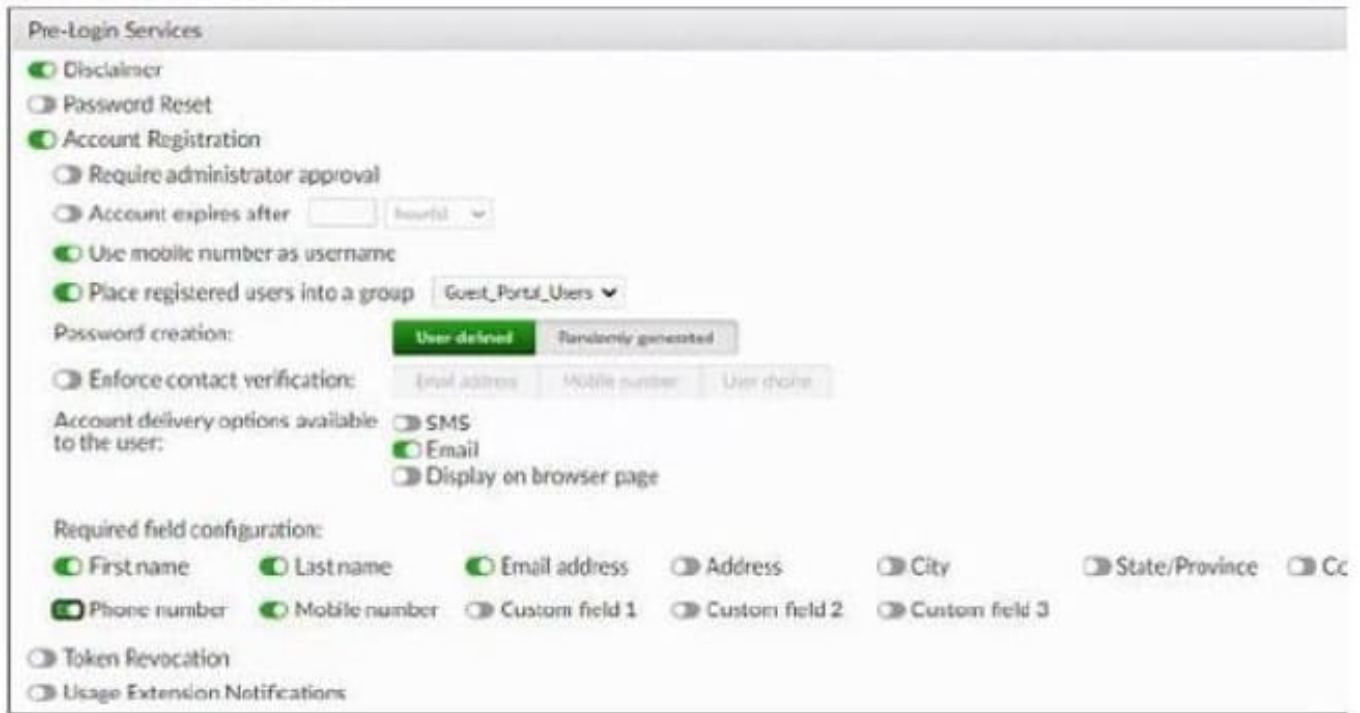 Pre-Login Services
Disclaimer
Password Reset
Account Registration
Require administrator approval
Account expires after hour(s)
Use mobile number as username
Place registered users into a group Guest_Portal_Users
Password creation: User-defined Randomly generated
Enforce contact verification: Email address Mobile number User choice
Account delivery options available SMS
to the user:
Email
Display on browser page
Required field configuration:
First name Last name Email address Address City State/Province
Phone number Mobile number Custom field 1 Custom field 2 Custom field 3
Token Revocation
Usage Extension Notifications